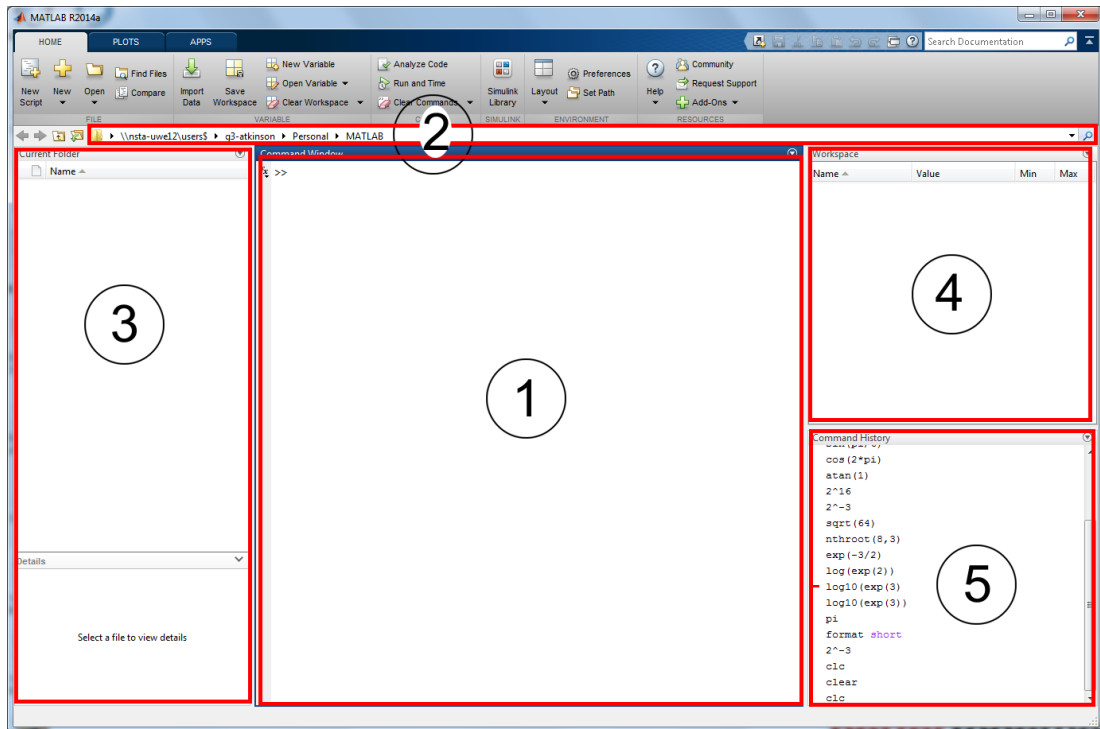 MATLAB R2014a
HOME PLOTS APPS
Search Documentation
New Script
New
Open
Find Files
Compare
FILE
Import Data
Save Workspace
New Variable
Open Variable
Clear Workspace
VARIABLE
Analyze Code
Run and Time
Clear Commands
Simulink Library
SIMULINK
Layout
Preferences
Set Path
ENVIRONMENT
Help
Community
Request Support
Add-Ons
RESOURCES
\\nsta-uwe12\users$ q3-atkinson Personal MATLAB
2
Current Folder
Name
3
Details
Select a file to view details
Command Window
fx >>
1
Workspace
Name Value Min Max
4
Command History
cos(2*pi)
atan(1)
2^16
2^-3
sqrt(64)
nthroot(8,3)
exp(-3/2)
log(exp(2))
log10(exp(3)
log10(exp(3))
pi
format short
2^-3
clc
clear
clc
5